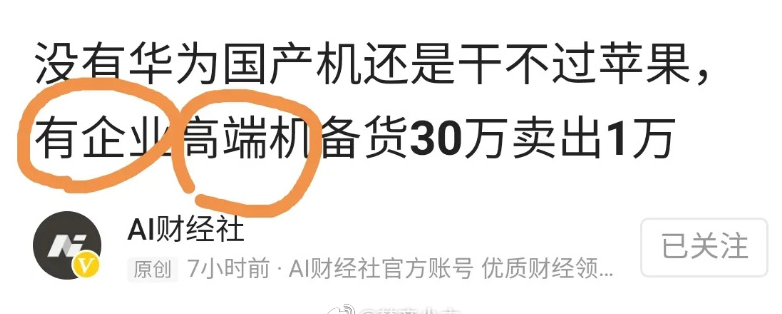 没有华为国产机还是干不过苹果，
有企业高端机备货30万卖出1万
AI财经社
已关注
原创 7小时前 · AI财经社官方账号 优质财经领...